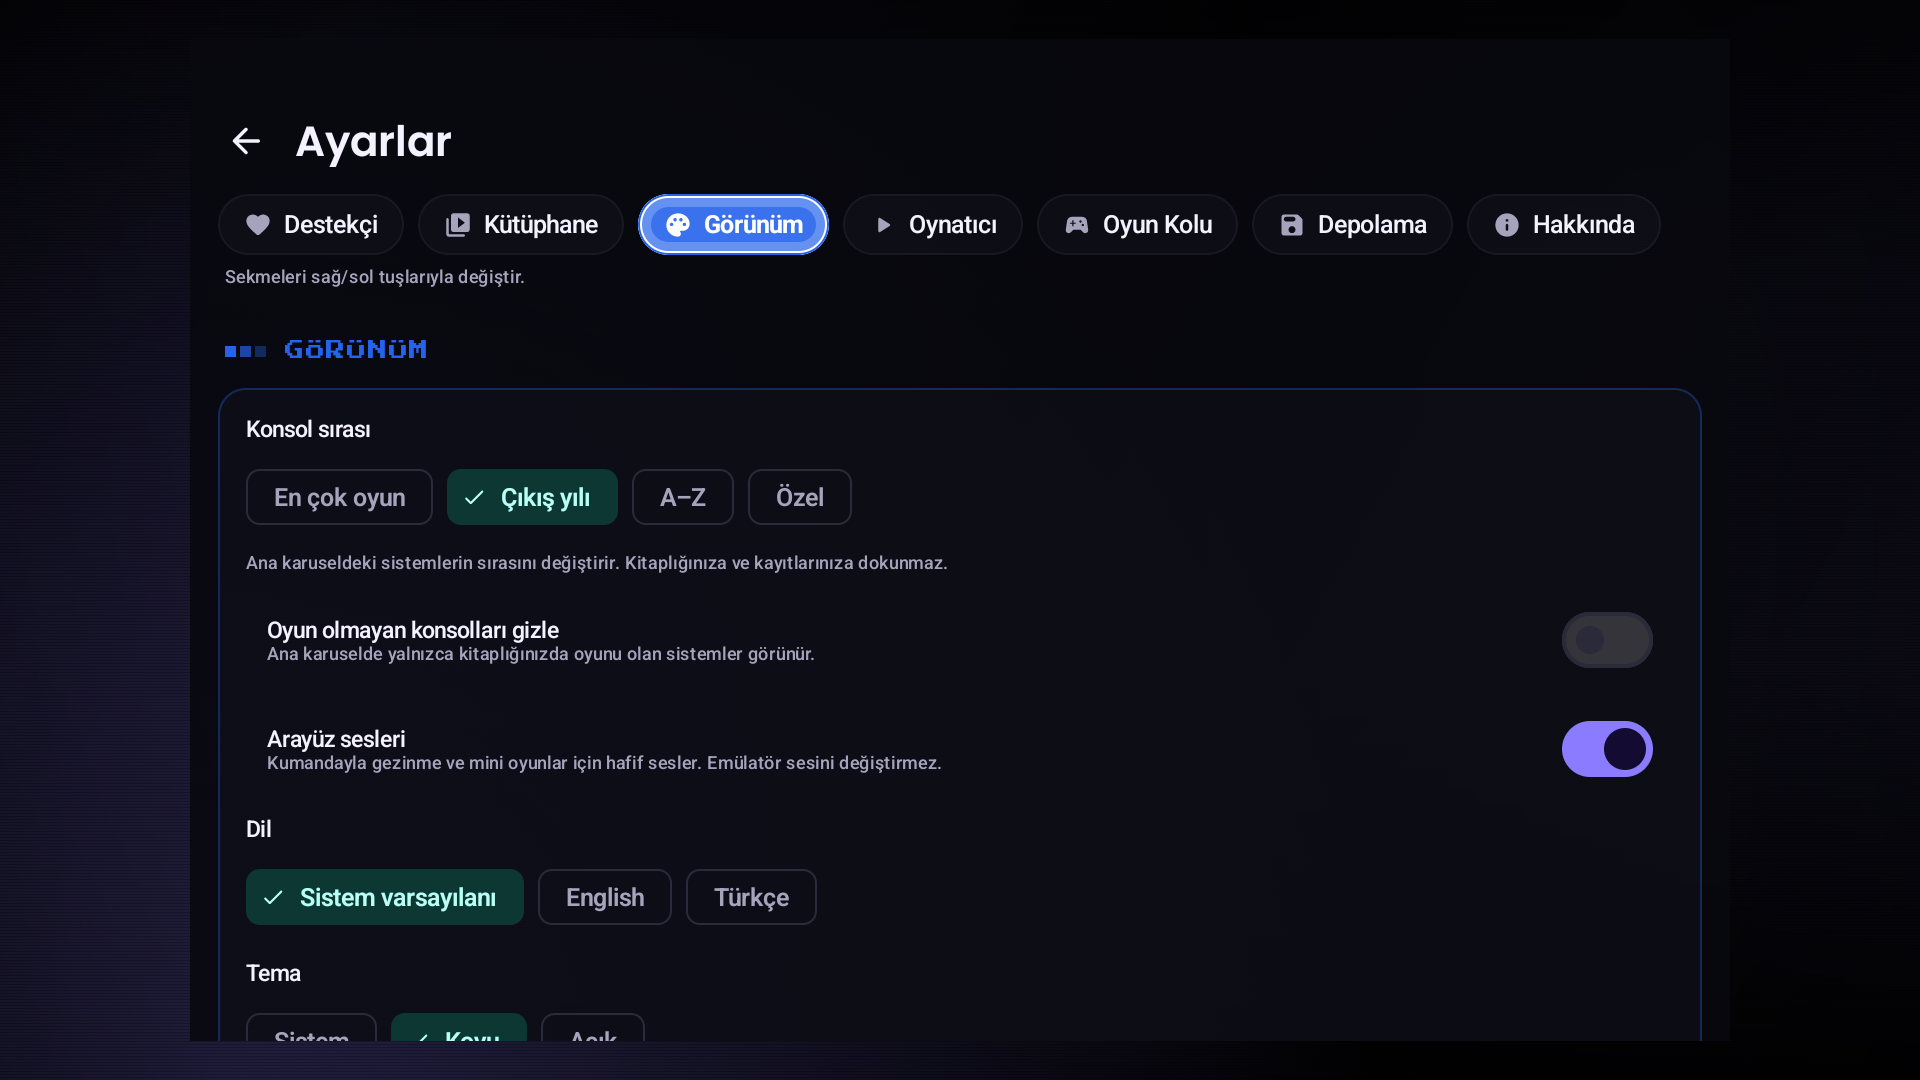 Ayarlar
Destekçi Kütüphane Görünüm Oynatıcı Oyun Kolu Depolama Hakkında
Sekmeleri sağ/sol tuşlarıyla değiştir.
GÖRÜNÜM
Konsol sırası
En çok oyun Çıkış yılı A–Z Özel
Ana karuseldeki sistemlerin sırasını değiştirir. Kitaplığınıza ve kayıtlarınıza dokunmaz.
Oyun olmayan konsolları gizle
Ana karuselde yalnızca kitaplığınızda oyunu olan sistemler görünür.
Arayüz sesleri
Kumandayla gezinme ve mini oyunlar için hafif sesler. Emülatör sesini değiştirmez.
Dil
Sistem varsayılanı English Türkçe
Tema
Sistem Koyu Açık